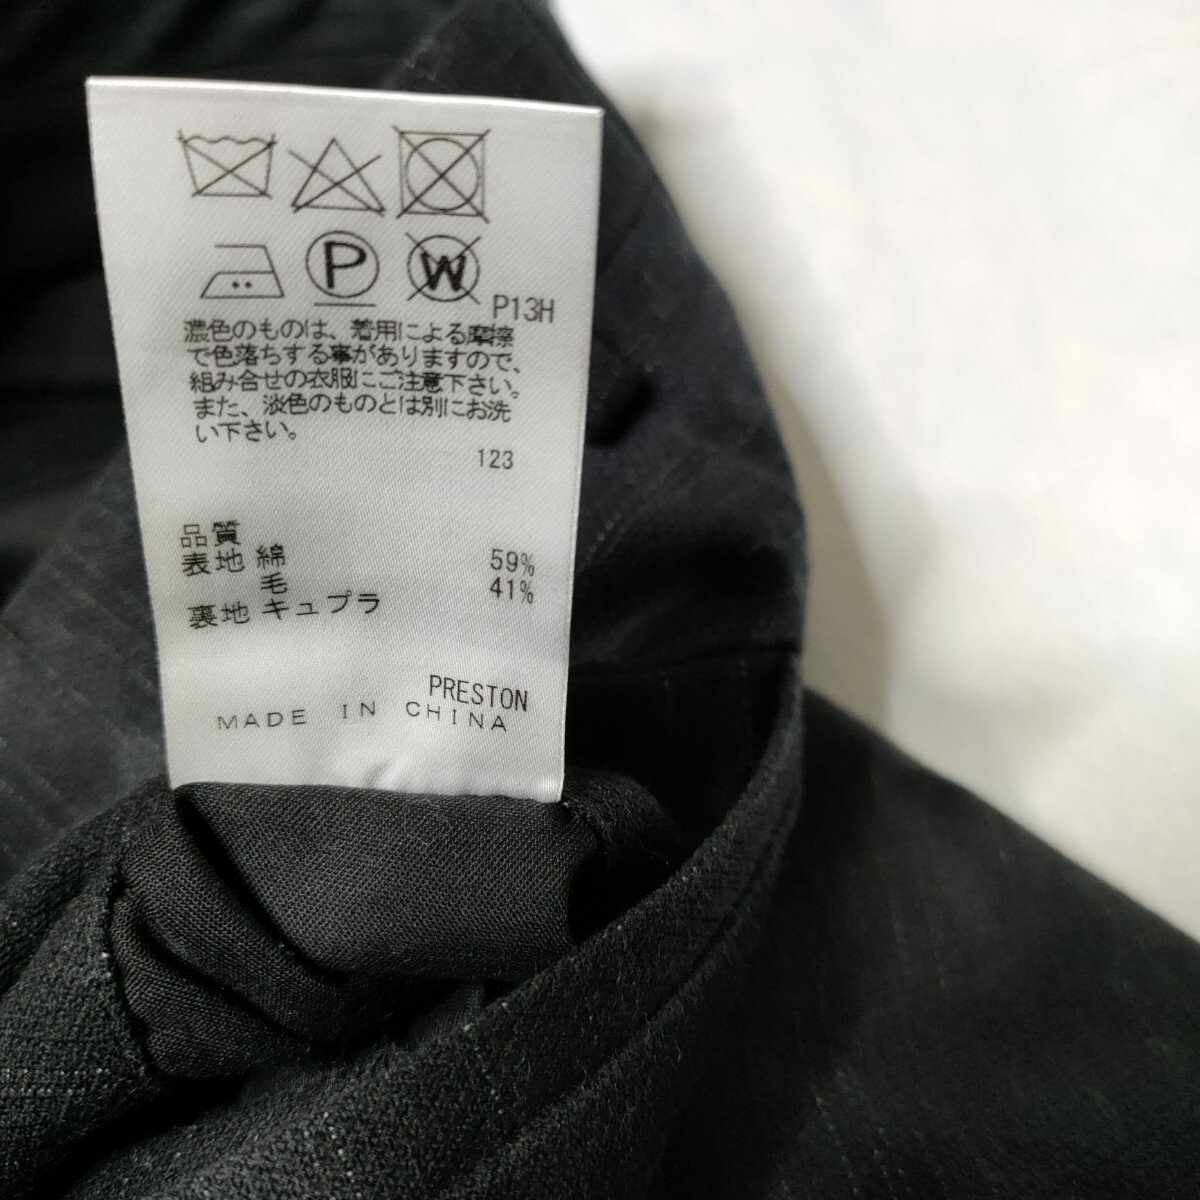 P W
P13H
濃色のものは、着用による摩擦
で色落ちする事がありますので、
組み合せの衣服にご注意下さい。
また、淡色のものとは別にお洗
い下さい。
123
品質
表地 綿 59%
毛 41%
裏地 キュプラ
PRESTON
MADE IN CHINA